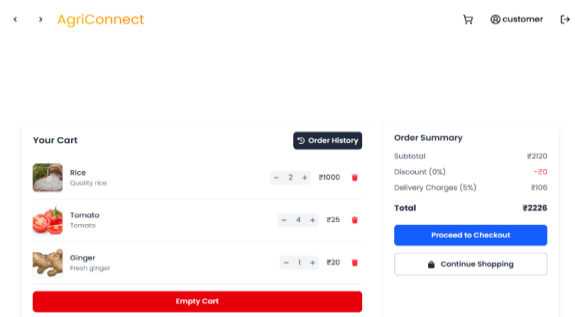 AgriConnect
customer
Your Cart
Order History
Rice
Quality rice
− 2 + ₹1000
Tomato
Tomato
− 4 + ₹25
Ginger
Fresh ginger
− 1 + ₹20
Empty Cart
Order Summary
Subtotal ₹2120
Discount (0%) -₹0
Delivery Charges (5%) ₹106
Total ₹2226
Proceed to Checkout
Continue Shopping